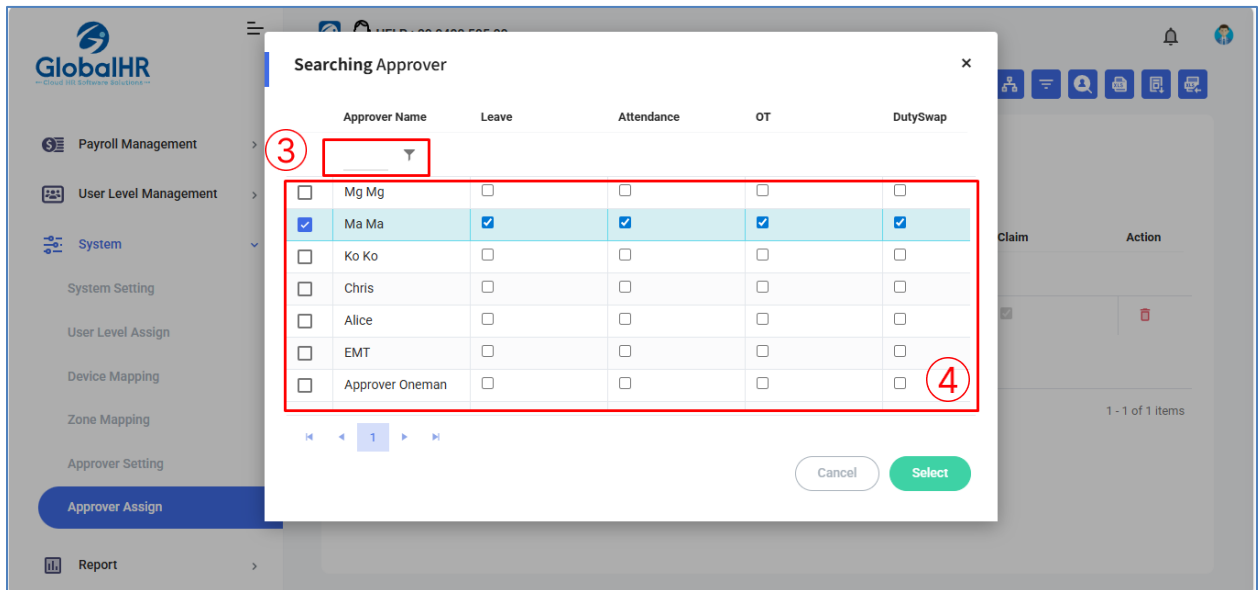 GlobalHR
Cloud HR Software Solutions
Payroll Management
User Level Management
System
System Setting
User Level Assign
Device Mapping
Zone Mapping
Approver Setting
Approver Assign
Report
Searching Approver
×
Approver Name Leave Attendance OT DutySwap
③
Mg Mg
Ma Ma
Ko Ko
Chris
Alice
EMT
Approver Oneman
④
1
Cancel Select
Claim Action
1 - 1 of 1 items